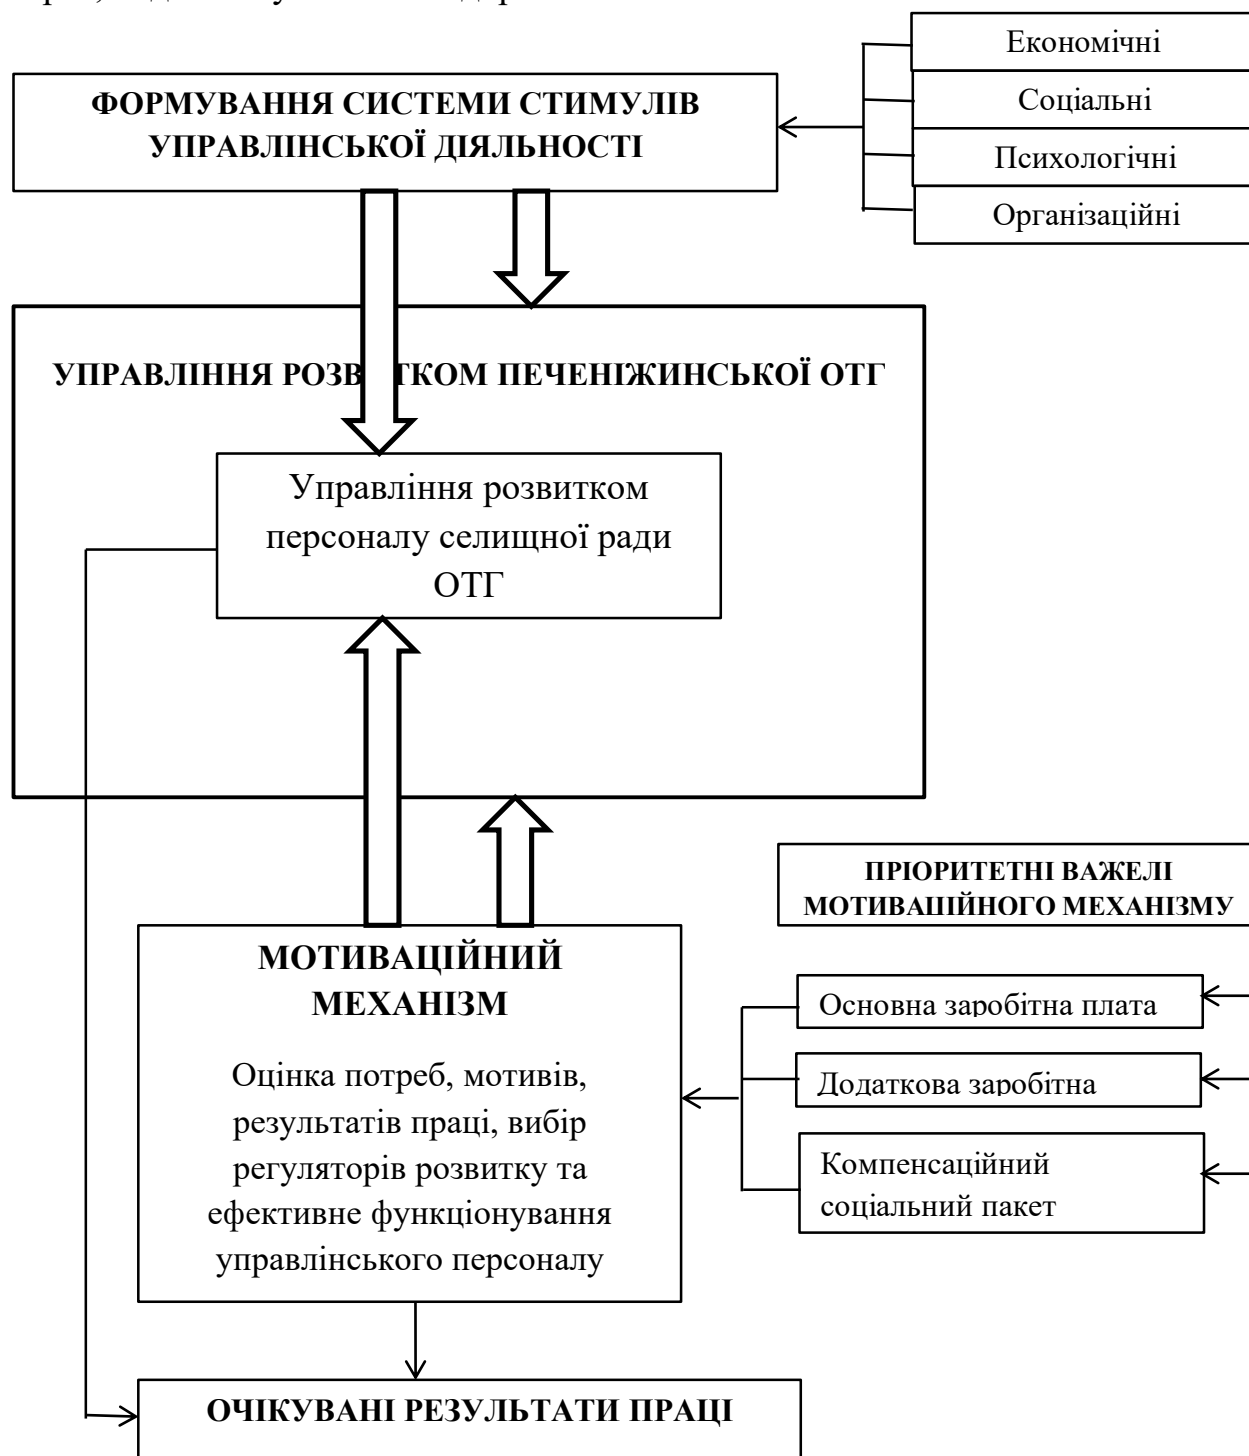 Економічні
Соціальні
Психологічні
Організаційні
ФОРМУВАННЯ СИСТЕМИ СТИМУЛІВ
УПРАВЛІНСЬКОЇ ДІЯЛЬНОСТІ
УПРАВЛІННЯ РОЗВ ТКОМ ПЕЧЕНІЖИНСЬКОЇ ОТГ
Управління розвитком
персоналу селищної ради
ОТГ
ПРІОРИТЕТНІ ВАЖЕЛІ
МОТИВАЦІЙНОГО МЕХАНІЗМУ
МОТИВАЦІЙНИЙ
МЕХАНІЗМ
Оцінка потреб, мотивів,
результатів праці, вибір
регуляторів розвитку та
ефективне функціонування
управлінського персоналу
Основна заробітна плата
Додаткова заробітна
Компенсаційний
соціальний пакет
ОЧІКУВАНІ РЕЗУЛЬТАТИ ПРАЦІ